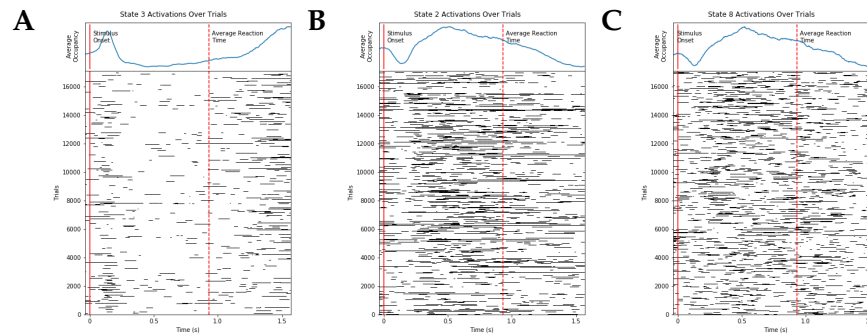 A
State 3 Activations Over Trials
Average
Occupancy
Stimulus
Onset
Average Reaction
Time
16000
14000
12000
10000
8000
6000
4000
2000
0
Trials
0 0.5 1.0 1.5
Time (s)
B
State 2 Activations Over Trials
Average
Occupancy
Stimulus
Onset
Average Reaction
Time
16000
14000
12000
10000
8000
6000
4000
2000
0
Trials
0 0.5 1.0 1.5
Time (s)
C
State 8 Activations Over Trials
Average
Occupancy
Stimulus
Onset
Average Reaction
Time
16000
14000
12000
10000
8000
6000
4000
2000
0
Trials
0 0.5 1.0 1.5
Time (s)